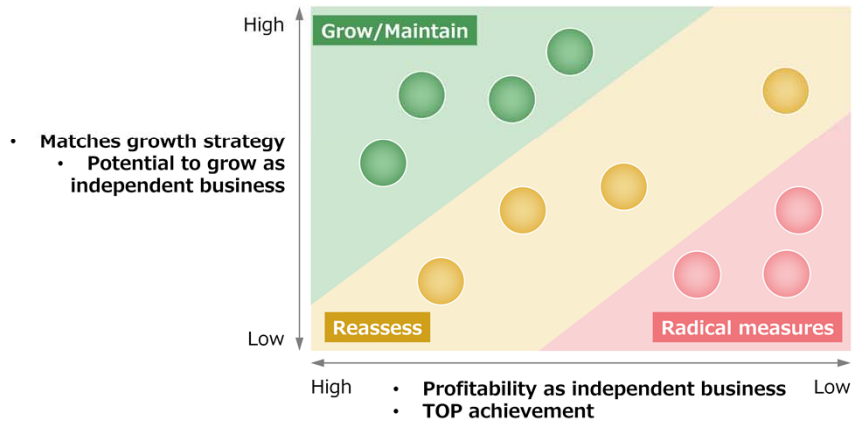 High
Grow/Maintain
• Matches growth strategy
• Potential to grow as
independent business
Low
Reassess
Radical measures
High
• Profitability as independent business
• TOP achievement
Low